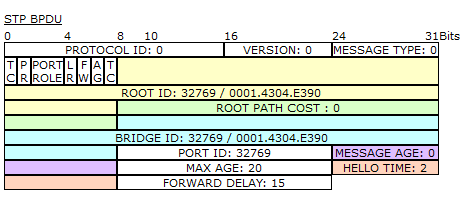 STP BPDU
0 4 8 10 16 24 31Bits
PROTOCOL ID: 0 VERSION: 0 MESSAGE TYPE: 0
T P PORT L F A T
C R ROLE R W G C
ROOT ID: 32769 / 0001.4304.E390
ROOT PATH COST : 0
BRIDGE ID: 32769 / 0001.4304.E390
PORT ID: 32769 MESSAGE AGE: 0
MAX AGE: 20 HELLO TIME: 2
FORWARD DELAY: 15